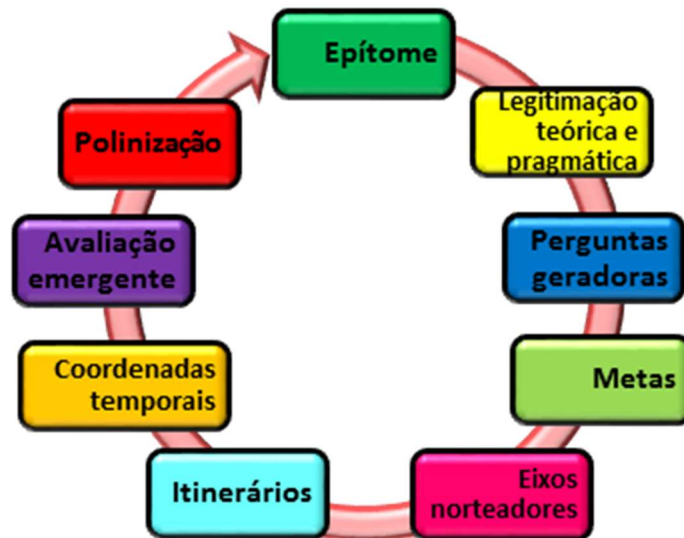 Epítome
Legitimação
teórica e
pragmática
Perguntas
geradoras
Metas
Eixos
norteadores
Itinerários
Coordenadas
temporais
Avaliação
emergente
Polinização